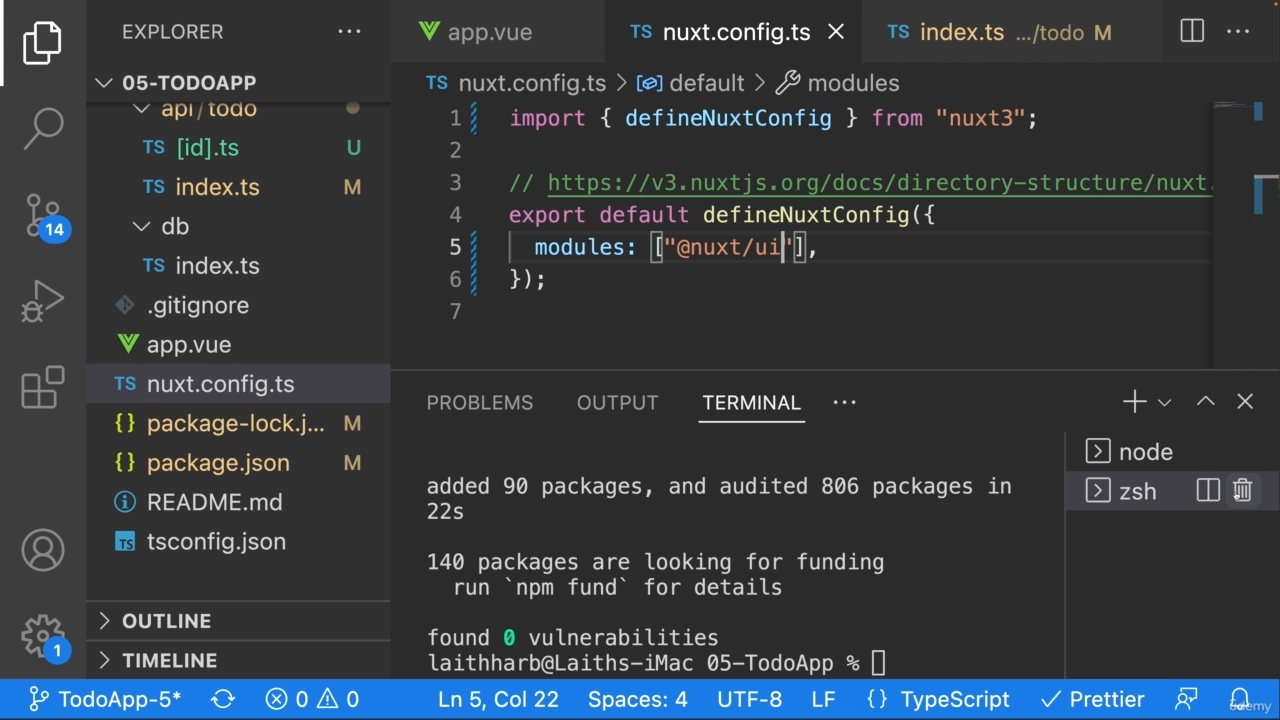 EXPLORER
app.vue
TS nuxt.config.ts
TS index.ts .../todo M
05-TODOAPP
TS nuxt.config.ts > default > modules
api/todo
TS [id].ts U
TS index.ts M
db
TS index.ts
.gitignore
app.vue
TS nuxt.config.ts
{} package-lock.j... M
{} package.json M
README.md
TS tsconfig.json
OUTLINE
TIMELINE
14
1
1 import { defineNuxtConfig } from "nuxt3";
2
3 // https://v3.nuxtjs.org/docs/directory-structure/nuxt.
4 export default defineNuxtConfig({
5 modules: ["@nuxt/ui"],
6 });
7
PROBLEMS OUTPUT TERMINAL
added 90 packages, and audited 806 packages in
22s
140 packages are looking for funding
run `npm fund` for details
found 0 vulnerabilities
laithharb@Laiths-iMac 05-TodoApp %
node
zsh
TodoApp-5* 0 0 Ln 5, Col 22 Spaces: 4 UTF-8 LF {} TypeScript Prettier
udemy